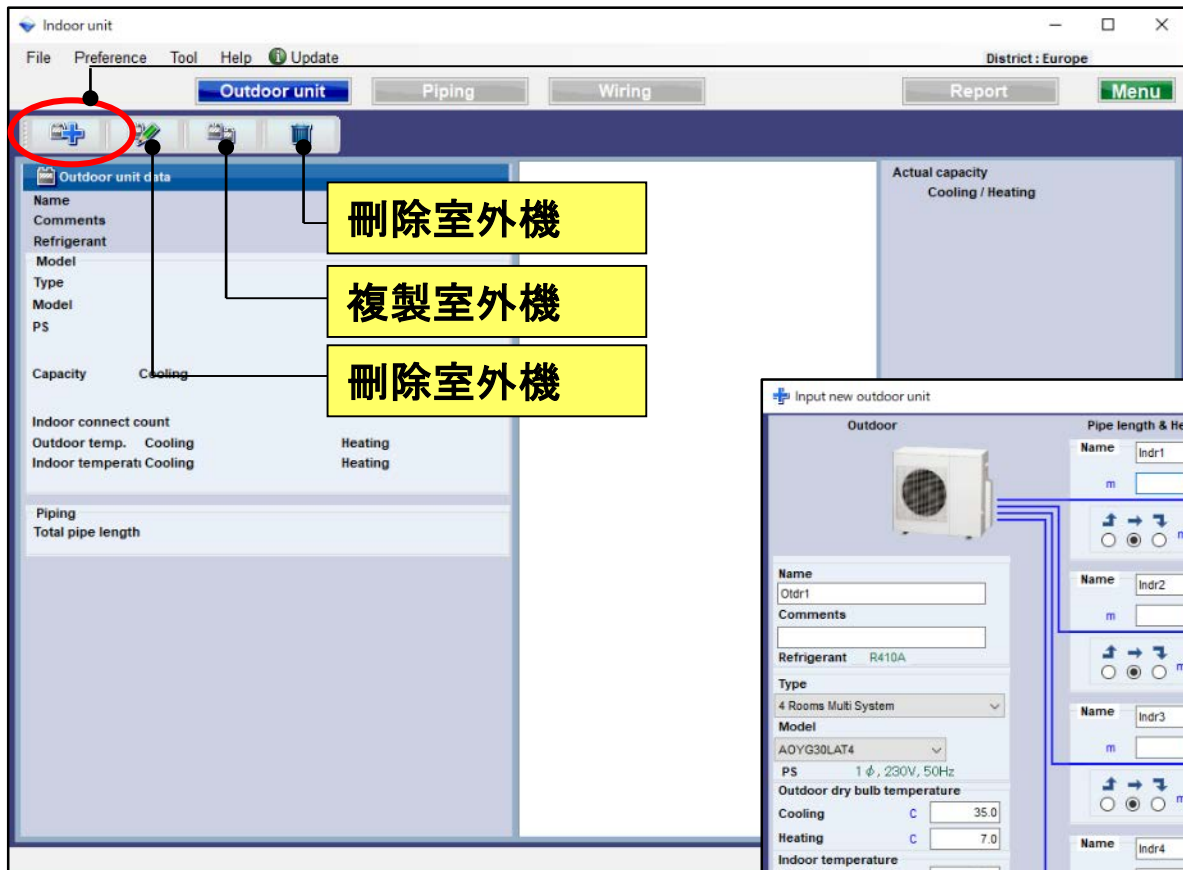 Indoor unit
File Preference Tool Help Update
District : Europe
Outdoor unit Piping Wiring Report Menu
Outdoor unit data
Name
Comments
Refrigerant
Model
Type
Model
PS
Capacity Cooling
Indoor connect count
Outdoor temp. Cooling Heating
Indoor temperati Cooling Heating
Piping
Total pipe length
刪除室外機
複製室外機
刪除室外機
Actual capacity
Cooling / Heating
Input new outdoor unit
Outdoor
Name
Otdr1
Comments
Refrigerant R410A
Type
4 Rooms Multi System
Model
AOYG30LAT4
PS 1 ϕ, 230V, 50Hz
Outdoor dry bulb temperature
Cooling C 35.0
Heating C 7.0
Indoor temperature
Pipe length & He
Name Indr1
m
m
Name Indr2
m
m
Name Indr3
m
m
Name Indr4